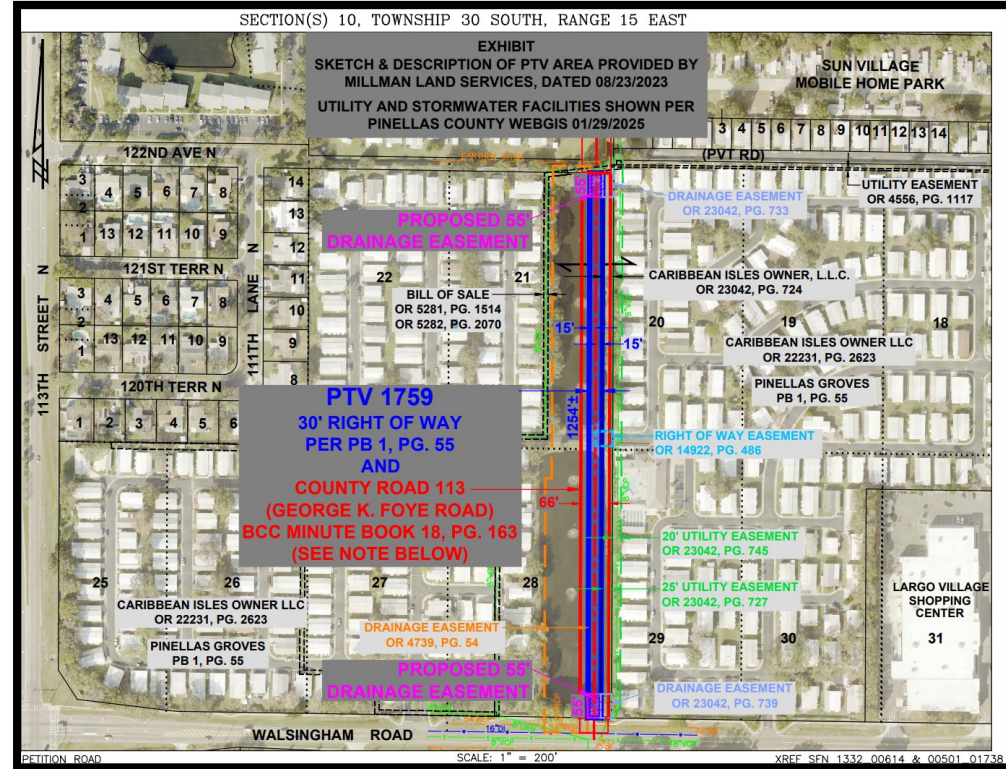 SECTION(S) 10, TOWNSHIP 30 SOUTH, RANGE 15 EAST
EXHIBIT
SKETCH & DESCRIPTION OF PTV AREA PROVIDED BY
MILLMAN LAND SERVICES, DATED 08/23/2023
UTILITY AND STORMWATER FACILITIES SHOWN PER
PINELLAS COUNTY WEBGIS 01/29/2025
SUN VILLAGE
MOBILE HOME PARK
3 4 5 6 7 8 9 10 11 12 13 14
(PVT RD)
122ND AVE N
UTILITY EASEMENT
OR 4556, PG. 1117
3
4 5 6 7 8
2
1
13 12 11 10 9
14
13
12
11
10
9
8
55'
DRAINAGE EASEMENT
OR 23042, PG. 733
PROPOSED 55'
DRAINAGE EASEMENT
121ST TERR N
111TH LANE N
113TH STREET N
22
21
CARIBBEAN ISLES OWNER, L.L.C.
OR 23042, PG. 724
BILL OF SALE
OR 5281, PG. 1514
OR 5282, PG. 2070
3
4 5 6 7 8
2
1
13 12 11 10 9
15'
15'
20
19
18
CARIBBEAN ISLES OWNER LLC
OR 22231, PG. 2623
120TH TERR N
PINELLAS GROVES
PB 1, PG. 55
1 2 3 4 5 6
PTV 1759
30' RIGHT OF WAY
PER PB 1, PG. 55
AND
COUNTY ROAD 113
(GEORGE K. FOYE ROAD)
BCC MINUTE BOOK 18, PG. 163
(SEE NOTE BELOW)
1254'±
RIGHT OF WAY EASEMENT
OR 14922, PG. 486
66'
8"VCP
20' UTILITY EASEMENT
OR 23042, PG. 745
25' UTILITY EASEMENT
OR 23042, PG. 727
25
26
27
28
29
30
LARGO VILLAGE
SHOPPING
CENTER
31
CARIBBEAN ISLES OWNER LLC
OR 22231, PG. 2623
PINELLAS GROVES
PB 1, PG. 55
DRAINAGE EASEMENT
OR 4739, PG. 54
PROPOSED 55'
DRAINAGE EASEMENT
55'
DRAINAGE EASEMENT
OR 23042, PG. 739
WALSINGHAM ROAD
16"DI
8"VCP
PETITION ROAD
SCALE: 1" = 200'
XREF SFN 1332_00614 & 00501_01738